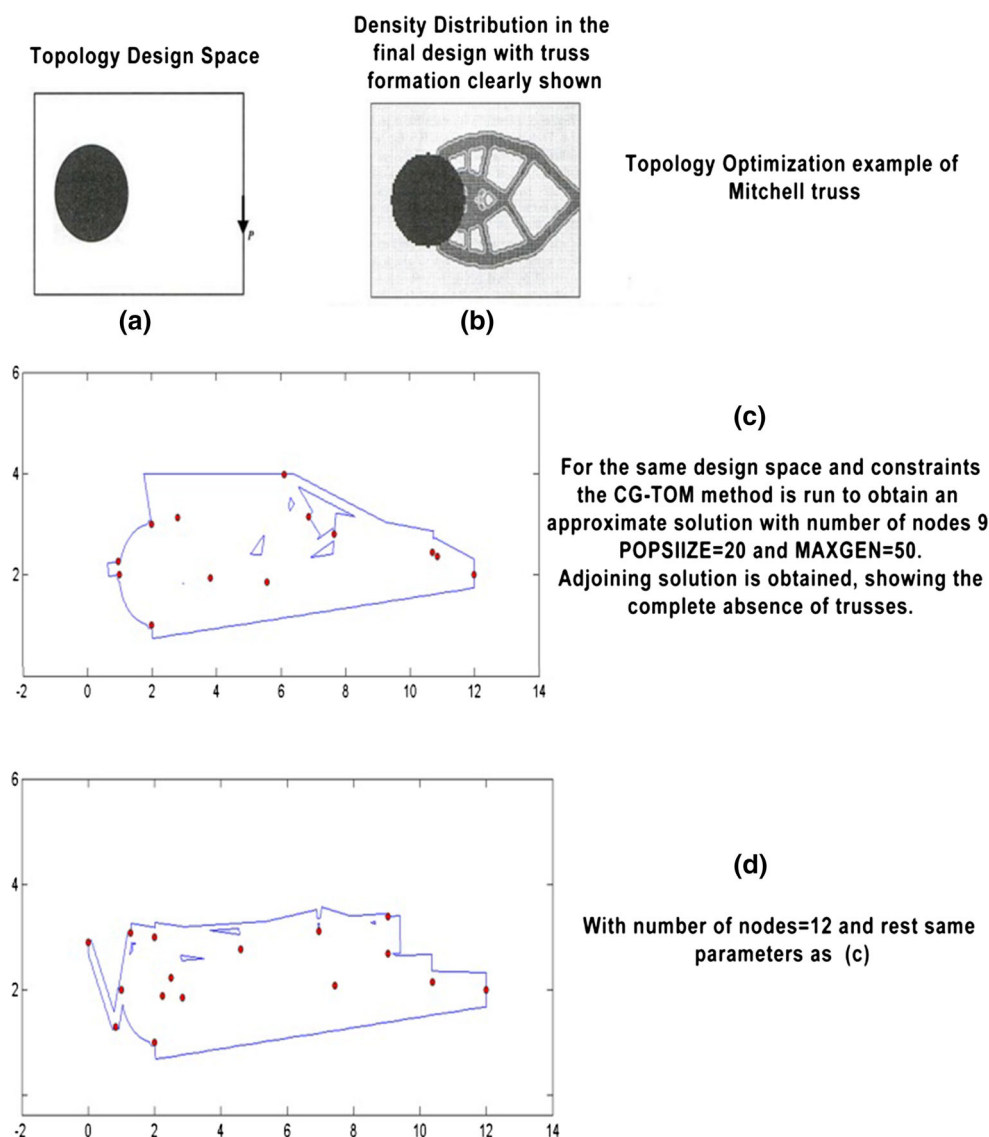 Topology Design Space
P
(a)
Density Distribution in the
final design with truss
formation clearly shown
(b)
Topology Optimization example of
Mitchell truss
6
4
2
-2
0
2
4
6
8
10
12
14
(c)
For the same design space and constraints
the CG-TOM method is run to obtain an
approximate solution with number of nodes 9
POPSIIZE=20 and MAXGEN=50.
Adjoining solution is obtained, showing the
complete absence of trusses.
6
4
2
0
2
4
6
8
10
12
14
(d)
With number of nodes=12 and rest same
parameters as (c)